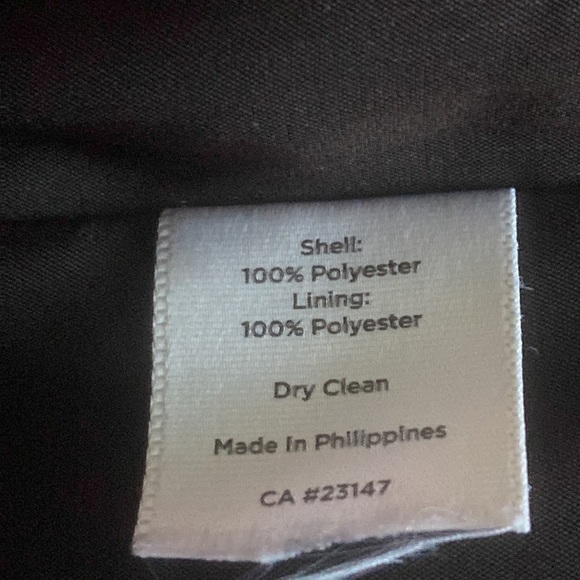 Shell:
100% Polyester
Lining:
100% Polyester
Dry Clean
Made In Philippines
CA #23147